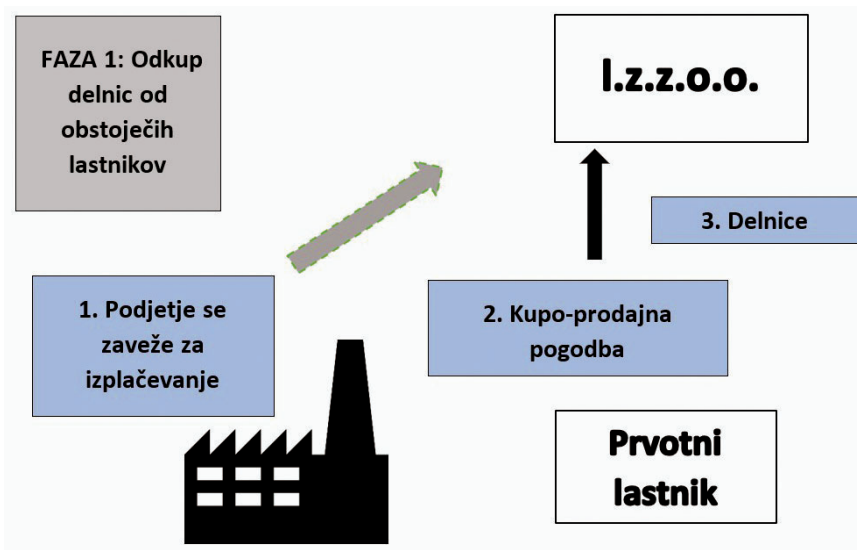 FAZA 1: Odkup
delnic od
obstoječih
lastnikov
l.z.z.o.o.
3. Delnice
1. Podjetje se
zaveže za
izplačevanje
2. Kupo-prodajna
pogodba
Prvotni
lastnik